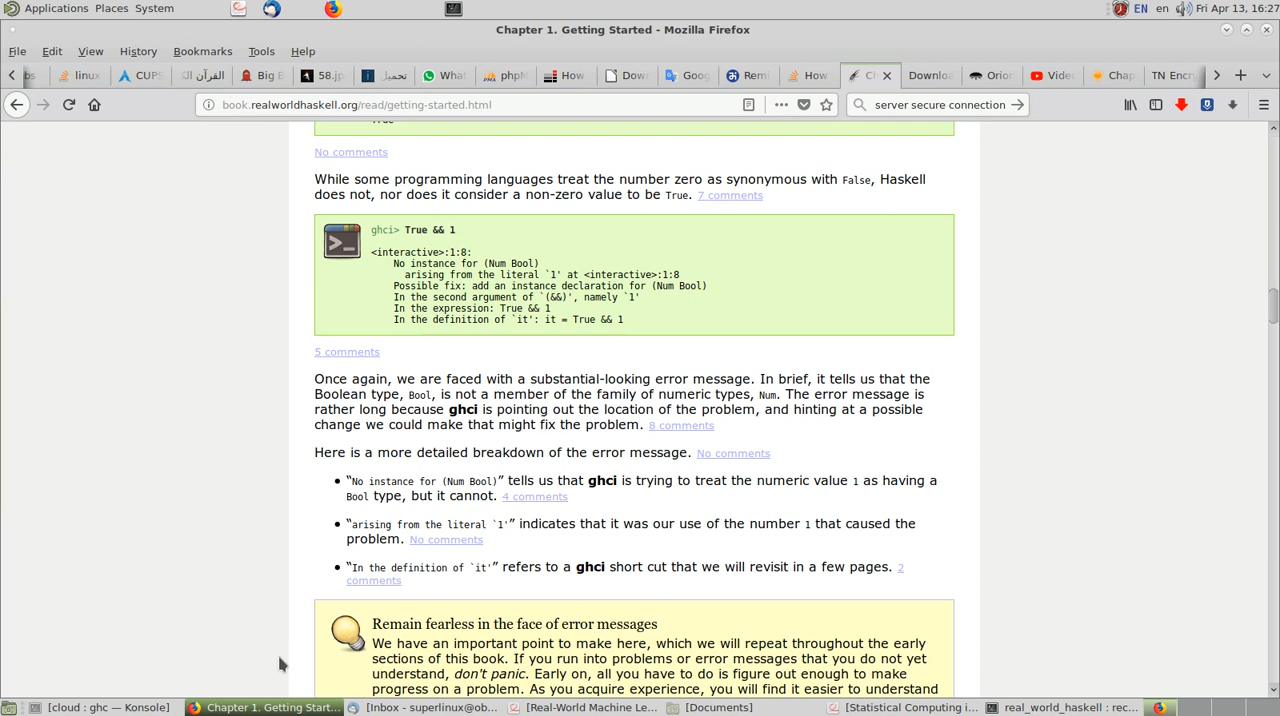 Applications Places System EN en Fri Apr 13, 16:27
Chapter 1. Getting Started - Mozilla Firefox
File Edit View History Bookmarks Tools Help
bs linux CUPS القرآن ال Big B 58.jp تحميل What phpM How Down Goog Remi How Ch Downloa Orion Video Chap TN Encry
book.realworldhaskell.org/read/getting-started.html server secure connection
True
No comments
While some programming languages treat the number zero as synonymous with False, Haskell
does not, nor does it consider a non-zero value to be True. 7 comments
ghci> True && 1
<interactive>:1:8:
No instance for (Num Bool)
arising from the literal `1' at <interactive>:1:8
Possible fix: add an instance declaration for (Num Bool)
In the second argument of `(&&)', namely `1'
In the expression: True && 1
In the definition of `it': it = True && 1
5 comments
Once again, we are faced with a substantial-looking error message. In brief, it tells us that the
Boolean type, Bool, is not a member of the family of numeric types, Num. The error message is
rather long because ghci is pointing out the location of the problem, and hinting at a possible
change we could make that might fix the problem. 8 comments
Here is a more detailed breakdown of the error message. No comments
• “No instance for (Num Bool)” tells us that ghci is trying to treat the numeric value 1 as having a
Bool type, but it cannot. 4 comments
• “arising from the literal `1'” indicates that it was our use of the number 1 that caused the
problem. No comments
• “In the definition of `it'” refers to a ghci short cut that we will revisit in a few pages. 2
comments
Remain fearless in the face of error messages
We have an important point to make here, which we will repeat throughout the early
sections of this book. If you run into problems or error messages that you do not yet
understand, don't panic. Early on, all you have to do is figure out enough to make
progress on a problem. As you acquire experience, you will find it easier to understand
[cloud : ghc — Konsole] Chapter 1. Getting Start... [Inbox - superlinux@ob... [Real-World Machine Le... [Documents] [Statistical Computing i... real_world_haskell : rec...